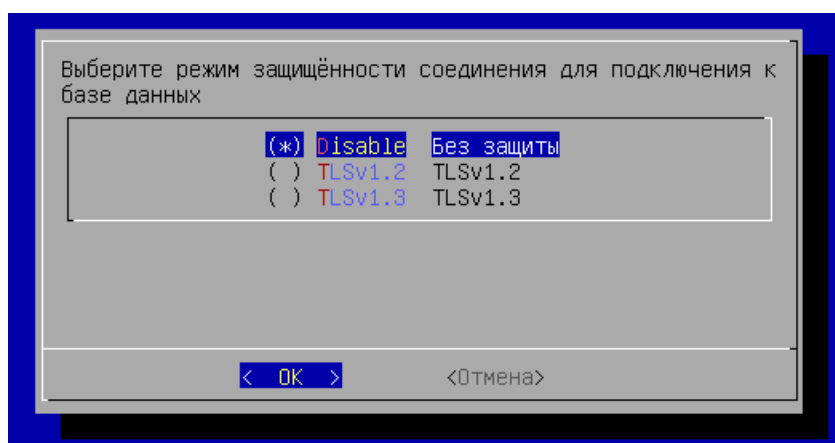 Выберите режим защищённости соединения для подключения к
базе данных
(*) Disable Без защиты
( ) TLSv1.2 TLSv1.2
( ) TLSv1.3 TLSv1.3
< OK > <Отмена>